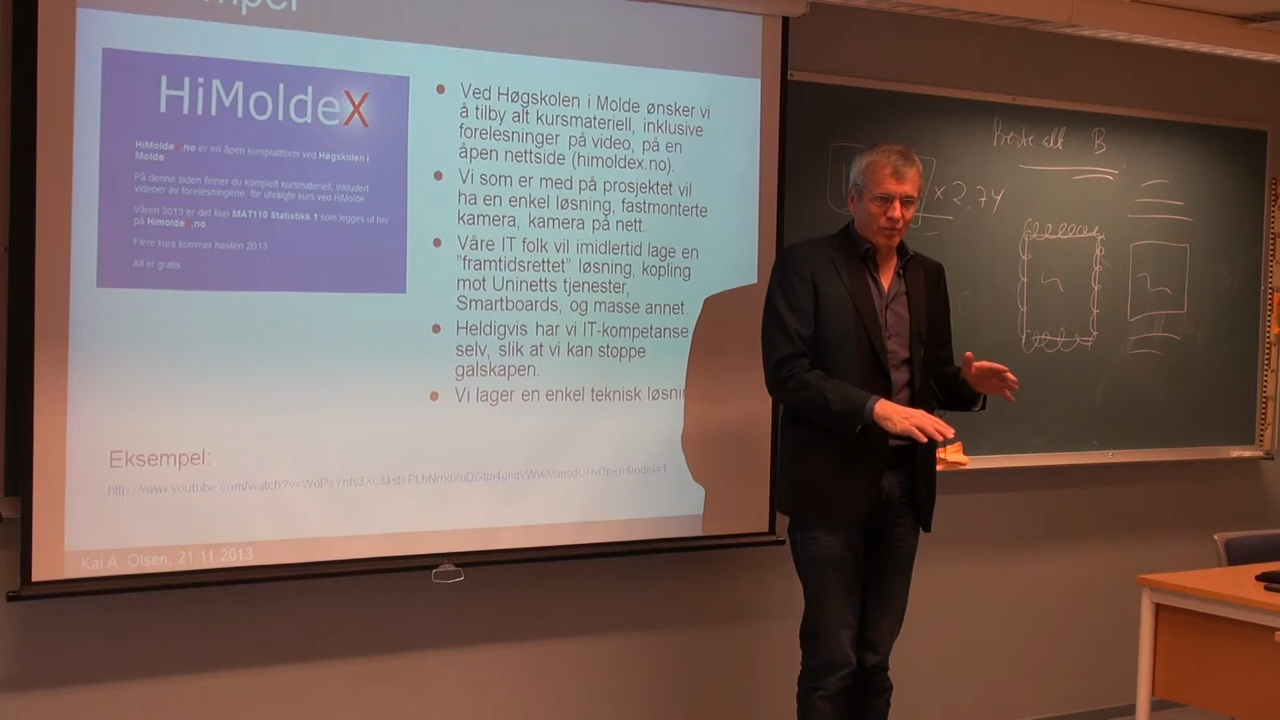 HiMoldeX
HiMoldeX.no er en åpen kursplattform ved Høgskolen i
Molde
På denne siden finner du komplett kursmateriell, inkludert
videoer av forelesningene, for utvalgte kurs ved HiMolde
Våren 2013 er det kun MAT110 Statistikk 1 som legges ut her
på HimoldeX.no
Flere kurs kommer høsten 2013
Alt er gratis
• Ved Høgskolen i Molde ønsker vi
å tilby alt kursmateriell, inklusive
forelesninger på video, på en
åpen nettside (himoldex.no).
• Vi som er med på prosjektet vil
ha en enkel løsning, fastmonterte
kamera, kamera på nett.
• Våre IT folk vil imidlertid lage en
"framtidsrettet" løsning, kopling
mot Uninetts tjenester,
Smartboards, og masse annet.
• Heldigvis har vi IT-kompetanse
selv, slik at vi kan stoppe
galskapen.
• Vi lager en enkel teknisk
Eksempel:
Kai A. Olsen, 21.11.2013
alt. B
× 2.74